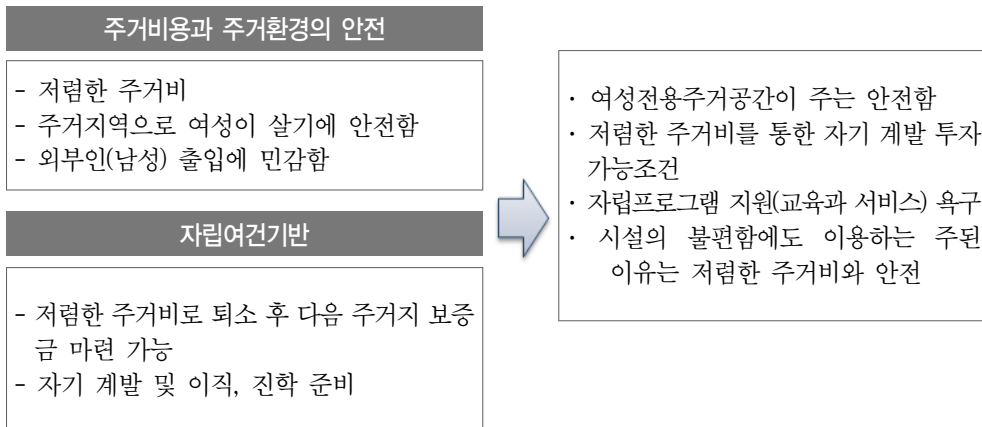 주거비용과 주거환경의 안전
- 저렴한 주거비
- 주거지역으로 여성이 살기에 안전함
- 외부인(남성) 출입에 민감함
자립여건기반
- 저렴한 주거비로 퇴소 후 다음 주거지 보증
금 마련 가능
- 자기 계발 및 이직, 진학 준비
· 여성전용주거공간이 주는 안전함
· 저렴한 주거비를 통한 자기 계발 투자
가능조건
· 자립프로그램 지원(교육과 서비스) 욕구
· 시설의 불편함에도 이용하는 주된
이유는 저렴한 주거비와 안전